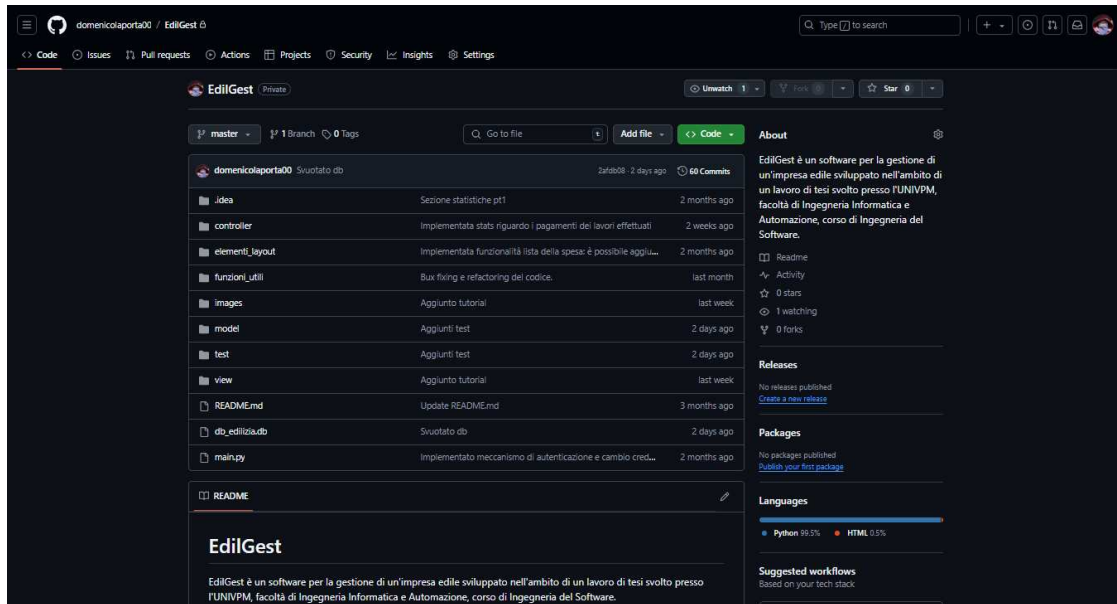 domenicolaporta00 / EdilGest
Type / to search
Code Issues Pull requests Actions Projects Security Insights Settings
EdilGest Private
Unwatch 1 Fork 0 Star 0
master 1 Branch 0 Tags Go to file t Add file Code
domenicolaporta00 Svuotato db 2afdb08 · 2 days ago 60 Commits
.idea Sezione statistiche pt1 2 months ago
controller Implementata stats riguardo i pagamenti dei lavori effettuati 2 weeks ago
elementi_layout Implementata funzionalità lista della spesa: è possibile aggiu... 2 months ago
funzioni_utili Bux fixing e refactoring del codice. last month
images Aggiunto tutorial last week
model Aggiunti test 2 days ago
test Aggiunti test 2 days ago
view Aggiunto tutorial last week
README.md Update README.md 3 months ago
db_edilizia.db Svuotato db 2 days ago
main.py Implementato meccanismo di autenticazione e cambio cred... 2 months ago
README
EdilGest
EdilGest è un software per la gestione di un'impresa edile sviluppato nell'ambito di un lavoro di tesi svolto presso
l'UNIVPM, facoltà di Ingegneria Informatica e Automazione, corso di Ingegneria del Software.
About
EdilGest è un software per la gestione di
un'impresa edile sviluppato nell'ambito di
un lavoro di tesi svolto presso l'UNIVPM,
facoltà di Ingegneria Informatica e
Automazione, corso di Ingegneria del
Software.
Readme
Activity
0 stars
1 watching
0 forks
Releases
No releases published
Create a new release
Packages
No packages published
Publish your first package
Languages
Python 99.5% HTML 0.5%
Suggested workflows
Based on your tech stack